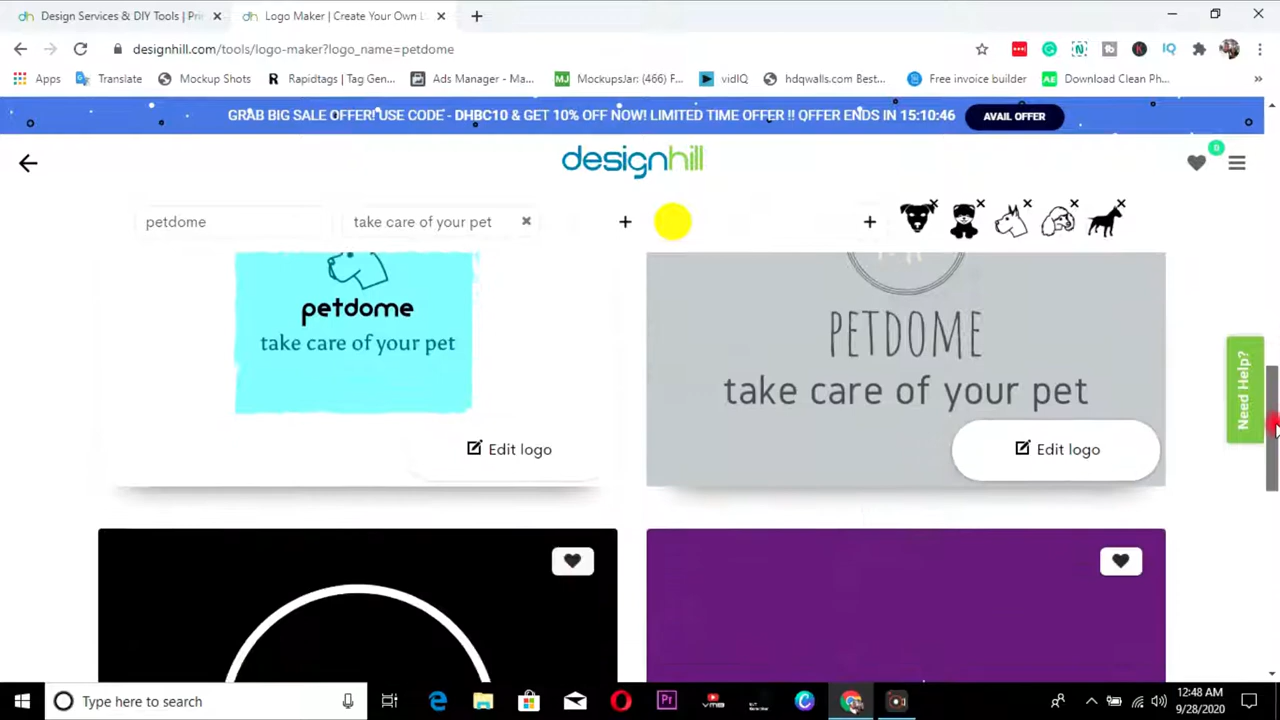 Design Services & DIY Tools | Pri
Logo Maker | Create Your Own L
designhill.com/tools/logo-maker?logo_name=petdome
Apps
Translate
Mockup Shots
Rapidtags | Tag Gen...
Ads Manager - Ma...
MockupsJar: (466) F...
vidIQ
hdqwalls.com Best...
Free invoice builder
Download Clean Ph...
GRAB BIG SALE OFFER! USE CODE - DHBC10 & GET 10% OFF NOW! LIMITED TIME OFFER !! OFFER ENDS IN 15:10:46
AVAIL OFFER
designhill
0
petdome
take care of your pet
petdome
take care of your pet
Edit logo
PETDOME
take care of your pet
Edit logo
Need Help?
Type here to search
12:48 AM
9/28/2020